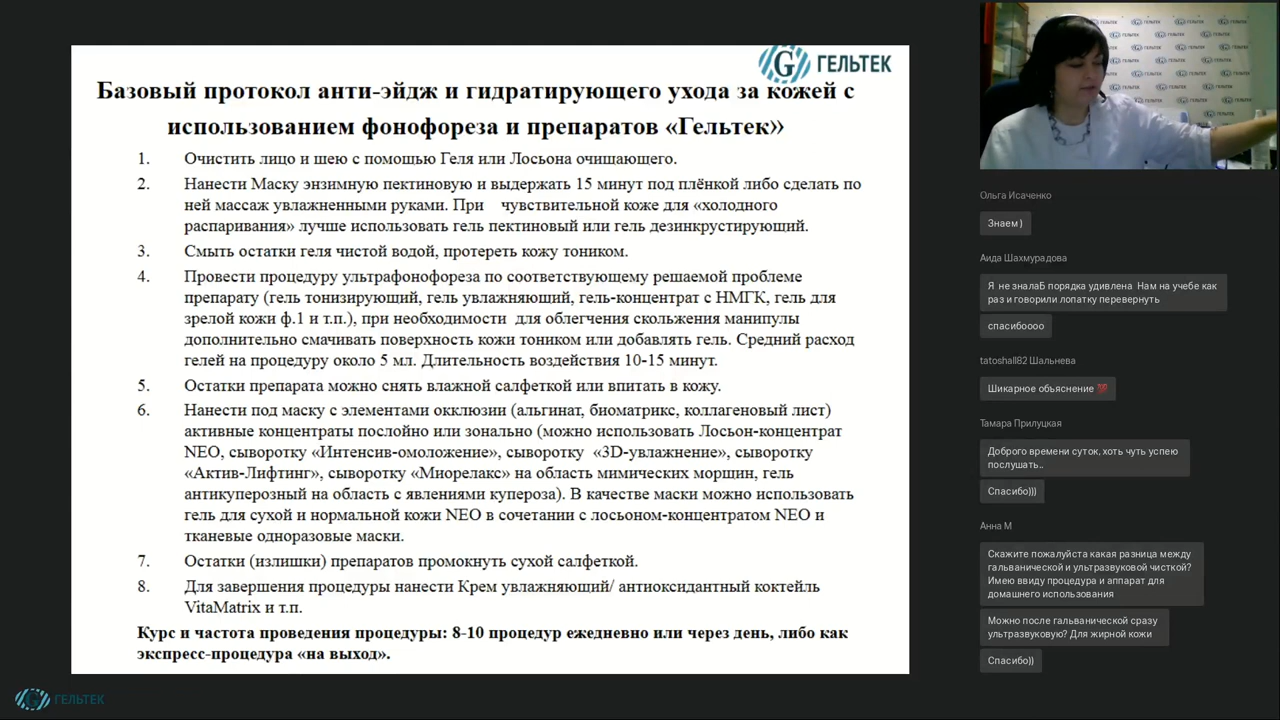 ГЕЛЬТЕК
Базовый протокол анти-эйдж и гидратирующего ухода за кожей с
использованием фонофореза и препаратов «Гельтек»
1. Очистить лицо и шею с помощью Геля или Лосьона очищающего.
2. Нанести Маску энзимную пектиновую и выдержать 15 минут под плёнкой либо сделать по
ней массаж увлажненными руками. При чувствительной коже для «холодного
распаривания» лучше использовать гель пектиновый или гель дезинкрустирующий.
3. Смыть остатки геля чистой водой, протереть кожу тоником.
4. Провести процедуру ультрафонофореза по соответствующему решаемой проблеме
препарату (гель тонизирующий, гель увлажняющий, гель-концентрат с НМГК, гель для
зрелой кожи ф.1 и т.п.), при необходимости для облегчения скольжения манипулы
дополнительно смачивать поверхность кожи тоником или добавлять гель. Средний расход
гелей на процедуру около 5 мл. Длительность воздействия 10-15 минут.
5. Остатки препарата можно снять влажной салфеткой или впитать в кожу.
6. Нанести под маску с элементами окклюзии (альгинат, биоматрикс, коллагеновый лист)
активные концентраты послойно или зонально (можно использовать Лосьон-концентрат
NEO, сыворотку «Интенсив-омоложение», сыворотку «3D-увлажнение», сыворотку
«Актив-Лифтинг», сыворотку «Миорелакс» на область мимических морщин, гель
антикуперозный на область с явлениями купероза). В качестве маски можно использовать
гель для сухой и нормальной кожи NEO в сочетании с лосьоном-концентратом NEO и
тканевые одноразовые маски.
7. Остатки (излишки) препаратов промокнуть сухой салфеткой.
8. Для завершения процедуры нанести Крем увлажняющий/ антиоксидантный коктейль
VitaMatrix и т.п.
Курс и частота проведения процедуры: 8-10 процедур ежедневно или через день, либо как
экспресс-процедура «на выход».
ГЕЛЬТЕК
Ольга Исаченко
Знаем )
Аида Шахмурадова
Я не зналаБ порядка удивлена Нам на учебе как
раз и говорили лопатку перевернуть
спасибоооо
tatoshall82 Шальнева
Шикарное объяснение 💯
Тамара Прилуцкая
Доброго времени суток, хоть чуть успею
послушать..
Спасибо)))
Анна М
Скажите пожалуйста какая разница между
гальванической и ультразвуковой чисткой?
Имею ввиду процедура и аппарат для
домашнего использования
Можно после гальванической сразу
ультразвуковую? Для жирной кожи
Спасибо))